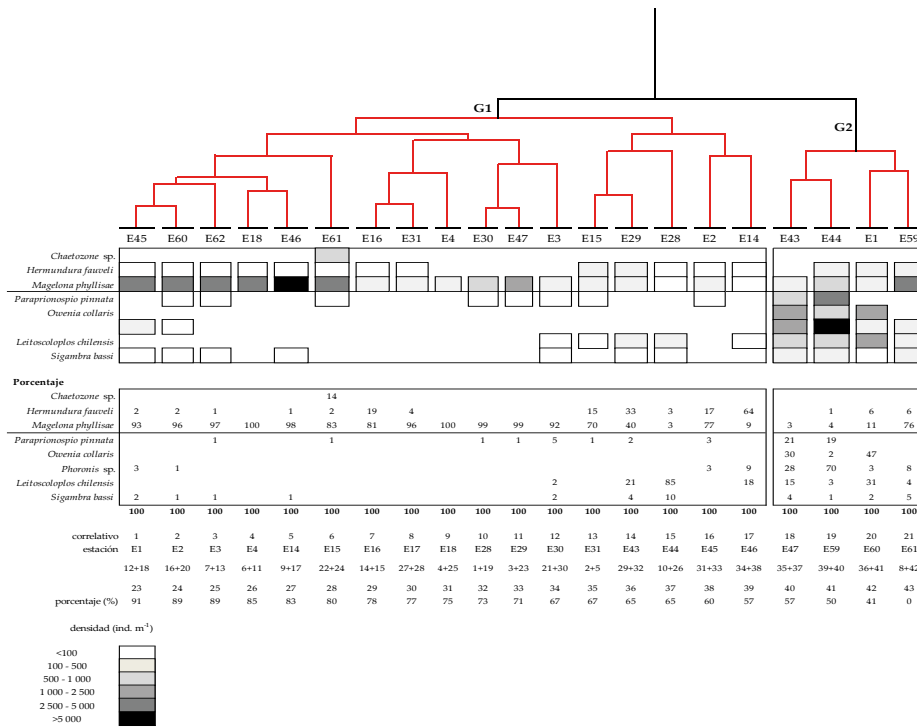 G1
G2
E45 E60 E62 E18 E46 E61 E16 E31 E4 E30 E47 E3 E15 E29 E28 E2 E14 E43 E44 E1 E59
Chaetozone sp.
Hermundura fauveli
Magelona phyllisae
Paraprionospio pinnata
Owenia collaris
Leitoscoloplos chilensis
Sigambra bassi
Porcentaje
Chaetozone sp. 14
Hermundura fauveli 2 2 1 1 2 19 4 15 33 3 17 64 1 6 6
Magelona phyllisae 93 96 97 100 98 83 81 96 100 99 99 92 70 40 3 77 9 3 4 11 76
Paraprionospio pinnata 1 1 1 1 5 1 2 3 21 19
Owenia collaris 30 2 47
Phoronis sp. 3 1 3 9 28 70 3 8
Leitoscoloplos chilensis 2 21 85 18 15 3 31 4
Sigambra bassi 2 1 1 1 2 4 10 4 1 2 5
100 100 100 100 100 100 100 100 100 100 100 100 100 100 100 100 100 100 100 100 100
correlativo 1 2 3 4 5 6 7 8 9 10 11 12 13 14 15 16 17 18 19 20 21
estación E1 E2 E3 E4 E14 E15 E16 E17 E18 E28 E29 E30 E31 E43 E44 E45 E46 E47 E59 E60 E61
12+18 16+20 7+13 6+11 9+17 22+24 14+15 27+28 4+25 1+19 3+23 21+30 2+5 29+32 10+26 31+33 34+38 35+37 39+40 36+41 8+42
23 24 25 26 27 28 29 30 31 32 33 34 35 36 37 38 39 40 41 42 43
porcentaje (%) 91 89 89 85 83 80 78 77 75 73 71 67 67 65 65 60 57 57 50 41 0
densidad (ind. m-1)
<100
100 - 500
500 - 1 000
1 000 - 2 500
2 500 - 5 000
>5 000